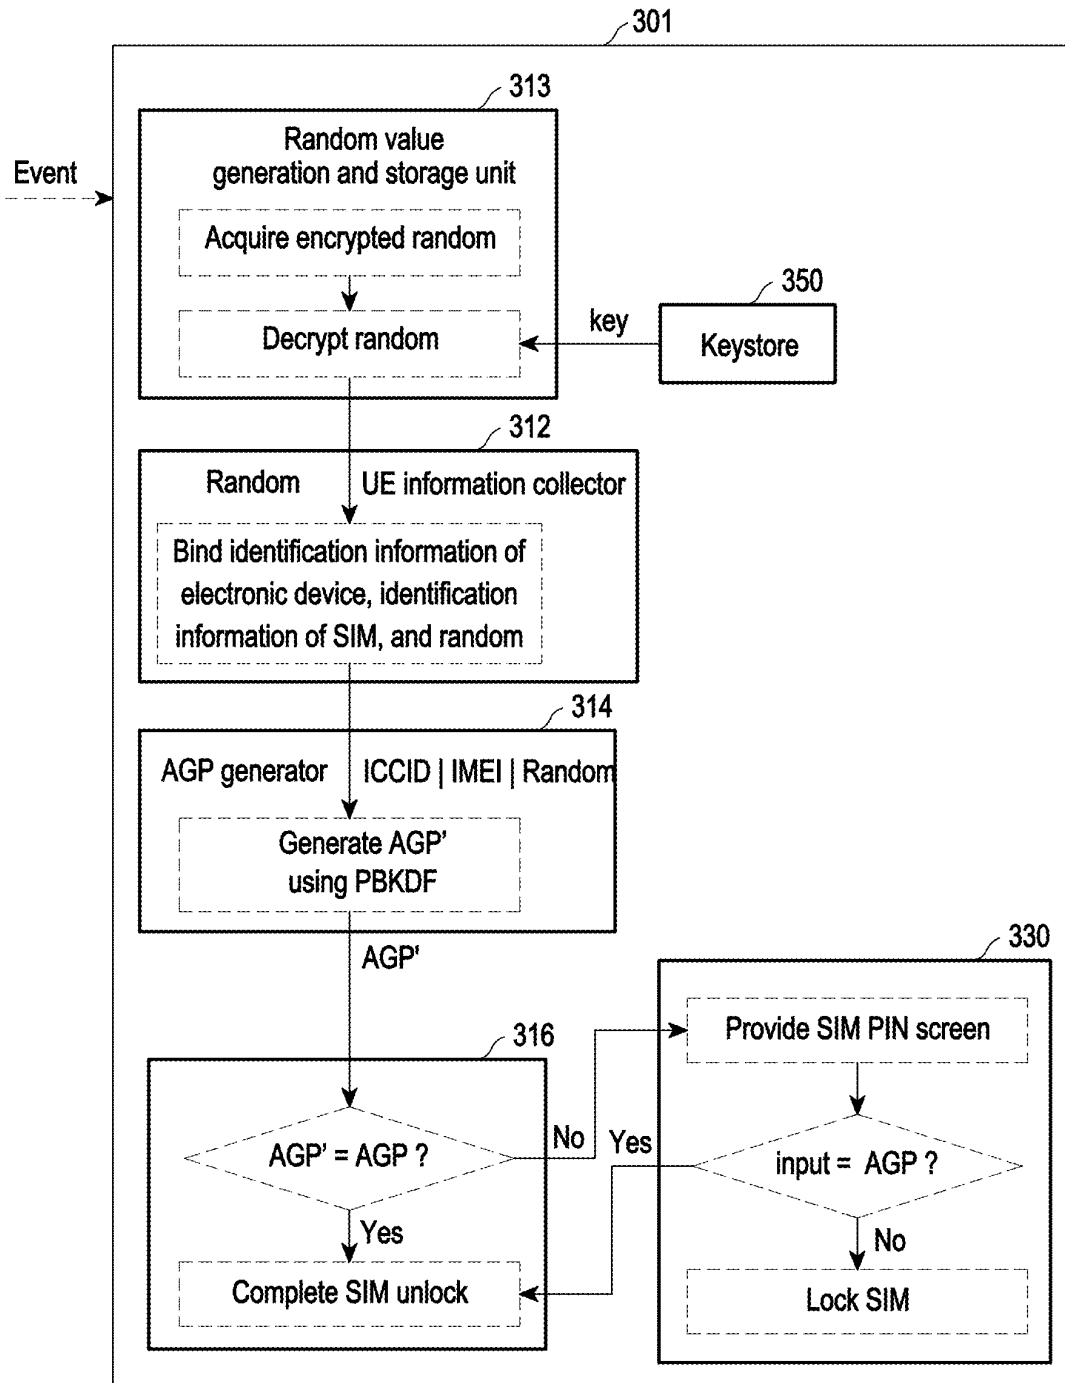 301
313
Random value
generation and storage unit
Event
Acquire encrypted random
350
Decrypt random
key
Keystore
312
Random
UE information collector
Bind identification information of
electronic device, identification
information of SIM, and random
314
AGP generator
ICCID | IMEI | Random
Generate AGP’
using PBKDF
AGP'
330
Provide SIM PIN screen
316
AGP’ = AGP ?
No
Yes
input = AGP ?
Yes
No
Complete SIM unlock
Lock SIM